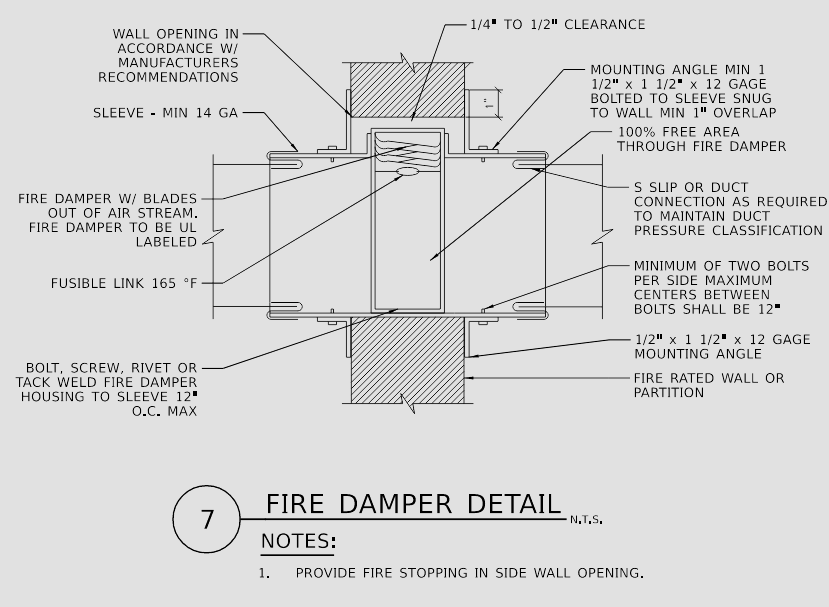 1/4" TO 1/2" CLEARANCE
WALL OPENING IN
ACCORDANCE W/
MANUFACTURERS
RECOMMENDATIONS
SLEEVE - MIN 14 GA
1"
MOUNTING ANGLE MIN 1
1/2" x 1 1/2" x 12 GAGE
BOLTED TO SLEEVE SNUG
TO WALL MIN 1" OVERLAP
100% FREE AREA
THROUGH FIRE DAMPER
FIRE DAMPER W/ BLADES
OUT OF AIR STREAM.
FIRE DAMPER TO BE UL
LABELED
S SLIP OR DUCT
CONNECTION AS REQUIRED
TO MAINTAIN DUCT
PRESSURE CLASSIFICATION
FUSIBLE LINK 165 °F
MINIMUM OF TWO BOLTS
PER SIDE MAXIMUM
CENTERS BETWEEN
BOLTS SHALL BE 12"
1/2" x 1 1/2" x 12 GAGE
MOUNTING ANGLE
BOLT, SCREW, RIVET OR
TACK WELD FIRE DAMPER
HOUSING TO SLEEVE 12"
O.C. MAX
FIRE RATED WALL OR
PARTITION
7 FIRE DAMPER DETAIL N.T.S.
NOTES:
1. PROVIDE FIRE STOPPING IN SIDE WALL OPENING.